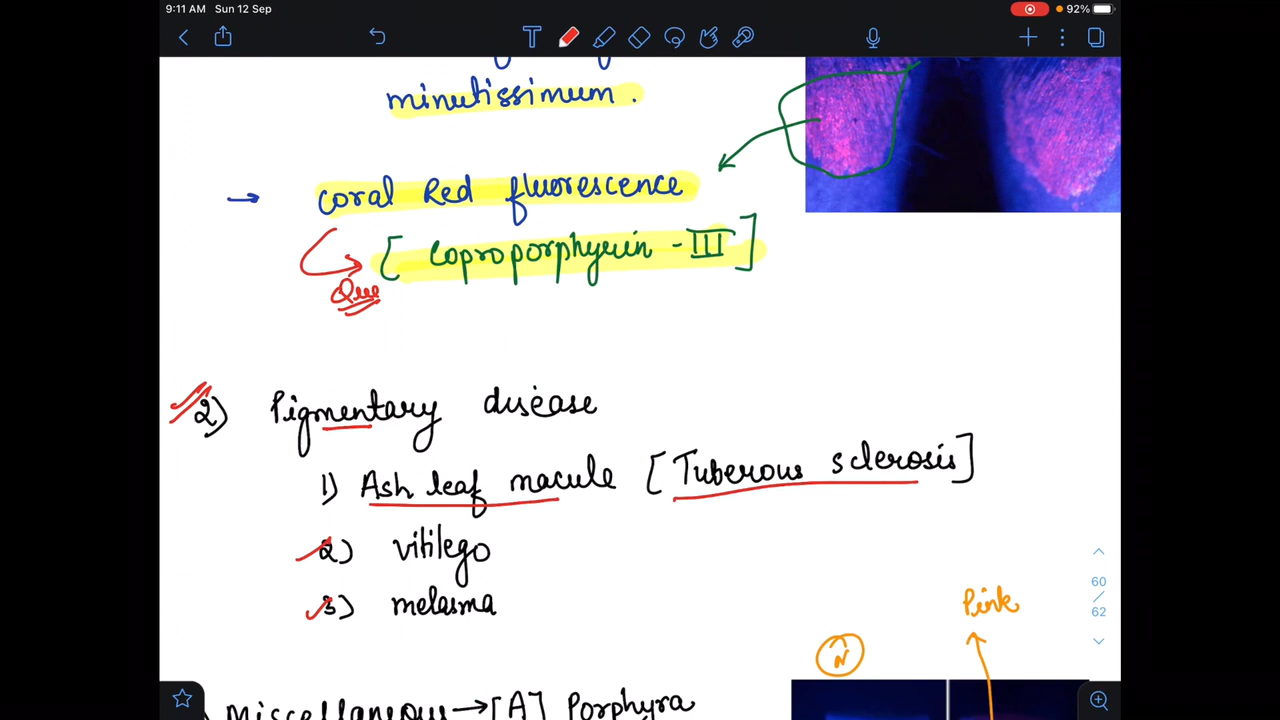 9:11 AM Sun 12 Sep
92%
T
minutissimum.
→ coral Red fluorescence
[coproporphyrin - III]
Que
2) Pigmentary disease
1) Ash leaf macule [Tuberous sclerosis]
2) vitilego
3) melasma
60
/
62
Pink
N
Miscellaneous → [A] Porphyra